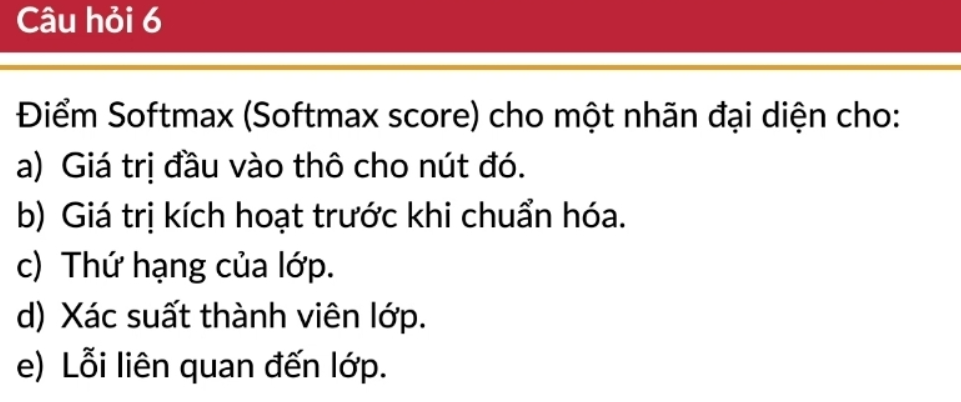 Câu hỏi 6
Điểm Softmax (Softmax score) cho một nhãn đại diện cho:
a) Giá trị đầu vào thô cho nút đó.
b) Giá trị kích hoạt trước khi chuẩn hóa.
c) Thứ hạng của lớp.
d) Xác suất thành viên lớp.
e) Lỗi liên quan đến lớp.